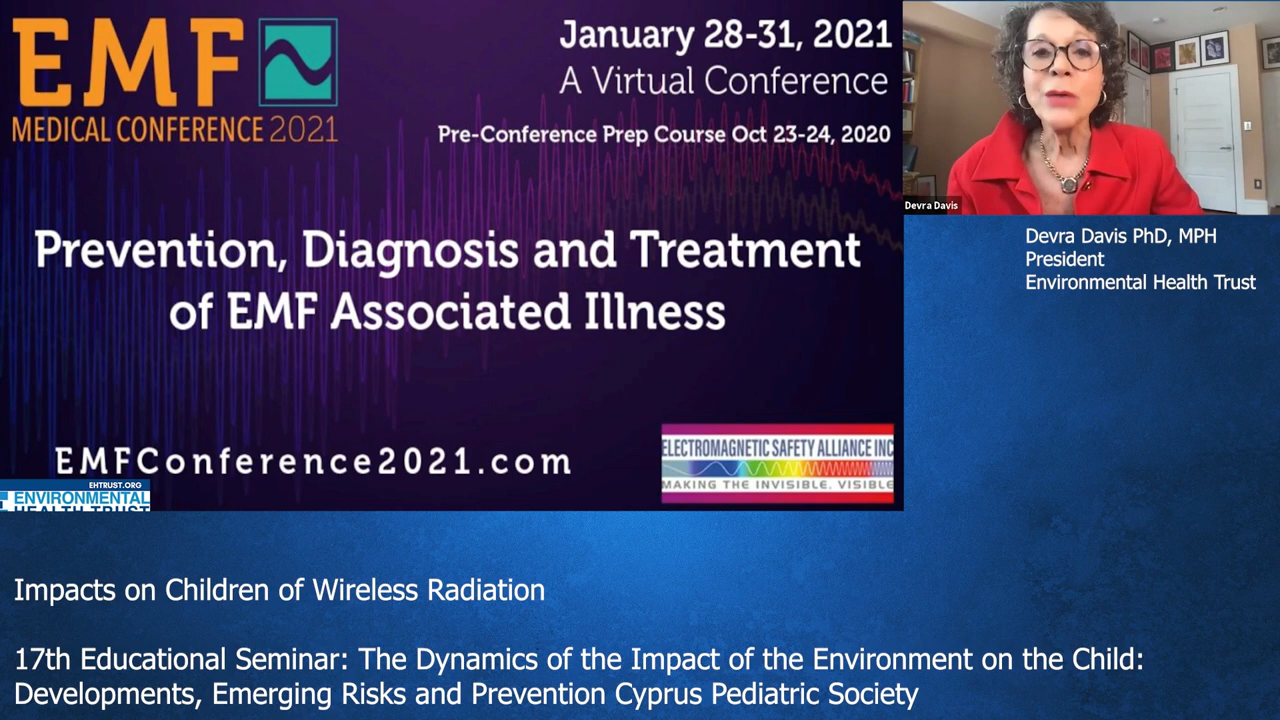 EMF
MEDICAL CONFERENCE 2021
January 28-31, 2021
A Virtual Conference
Pre-Conference Prep Course Oct 23-24, 2020
Prevention, Diagnosis and Treatment
of EMF Associated Illness
EMFConference2021.com
ELECTROMAGNETIC SAFETY ALLIANCE INC
MAKING THE INVISIBLE, VISIBLE
EHTRUST.ORG
ENVIRONMENTAL
HEALTH TRUST
Devra Davis
Devra Davis PhD, MPH
President
Environmental Health Trust
Impacts on Children of Wireless Radiation
17th Educational Seminar: The Dynamics of the Impact of the Environment on the Child:
Developments, Emerging Risks and Prevention Cyprus Pediatric Society